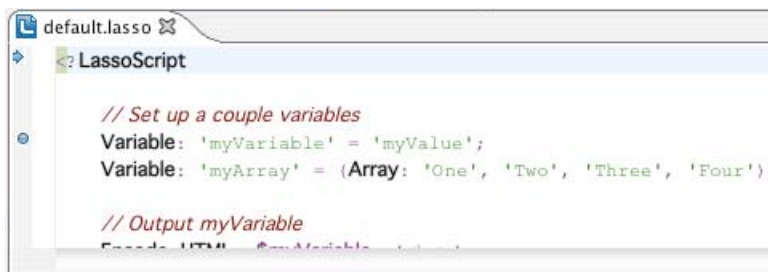 default.lasso
<? LassoScript
// Set up a couple variables
Variable: 'myVariable' = 'myValue';
Variable: 'myArray' = (Array: 'One', 'Two', 'Three', 'Four')
// Output myVariable